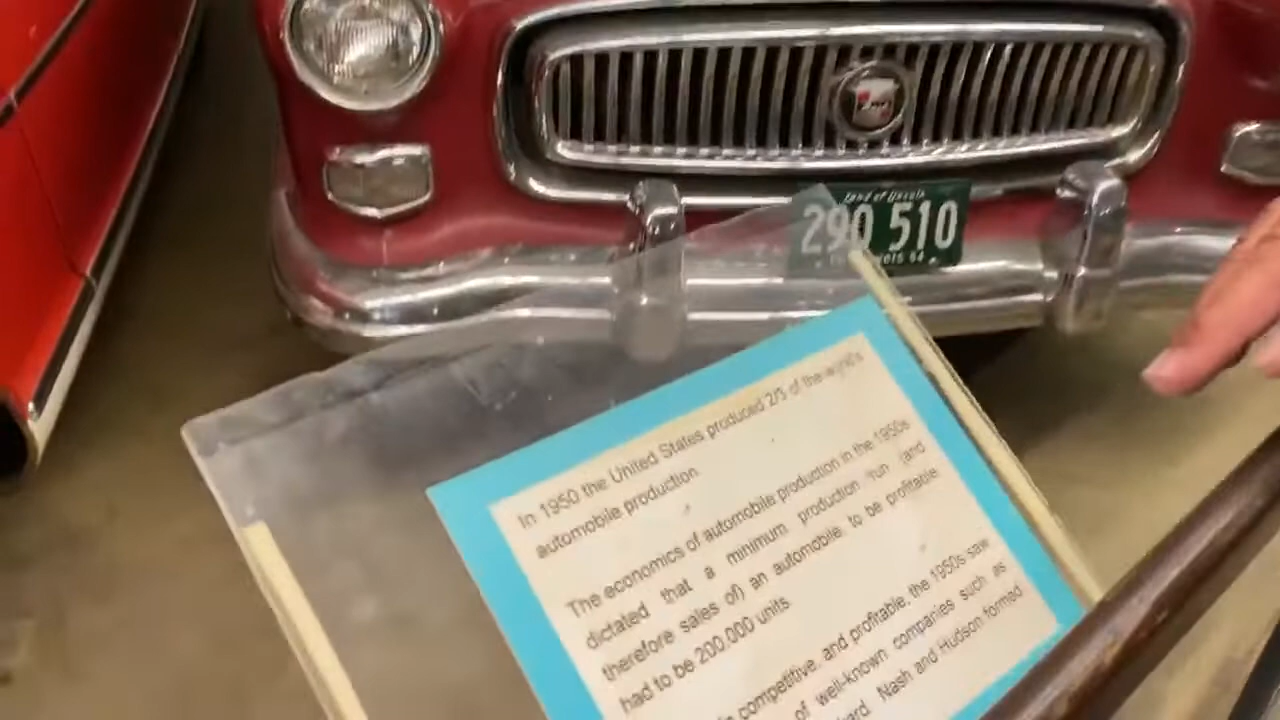 Land of Lincoln
290 510
ILLINOIS 54
In 1950 the United States produced 2/3 of the world's
automobile production.
The economics of automobile production in the 1950s
dictated that a minimum production run (and
therefore sales of) an automobile, to be profitable
had to be 200,000 units.
competitive, and profitable, the 1950s saw
of well-known companies such as
Nash and Hudson formed